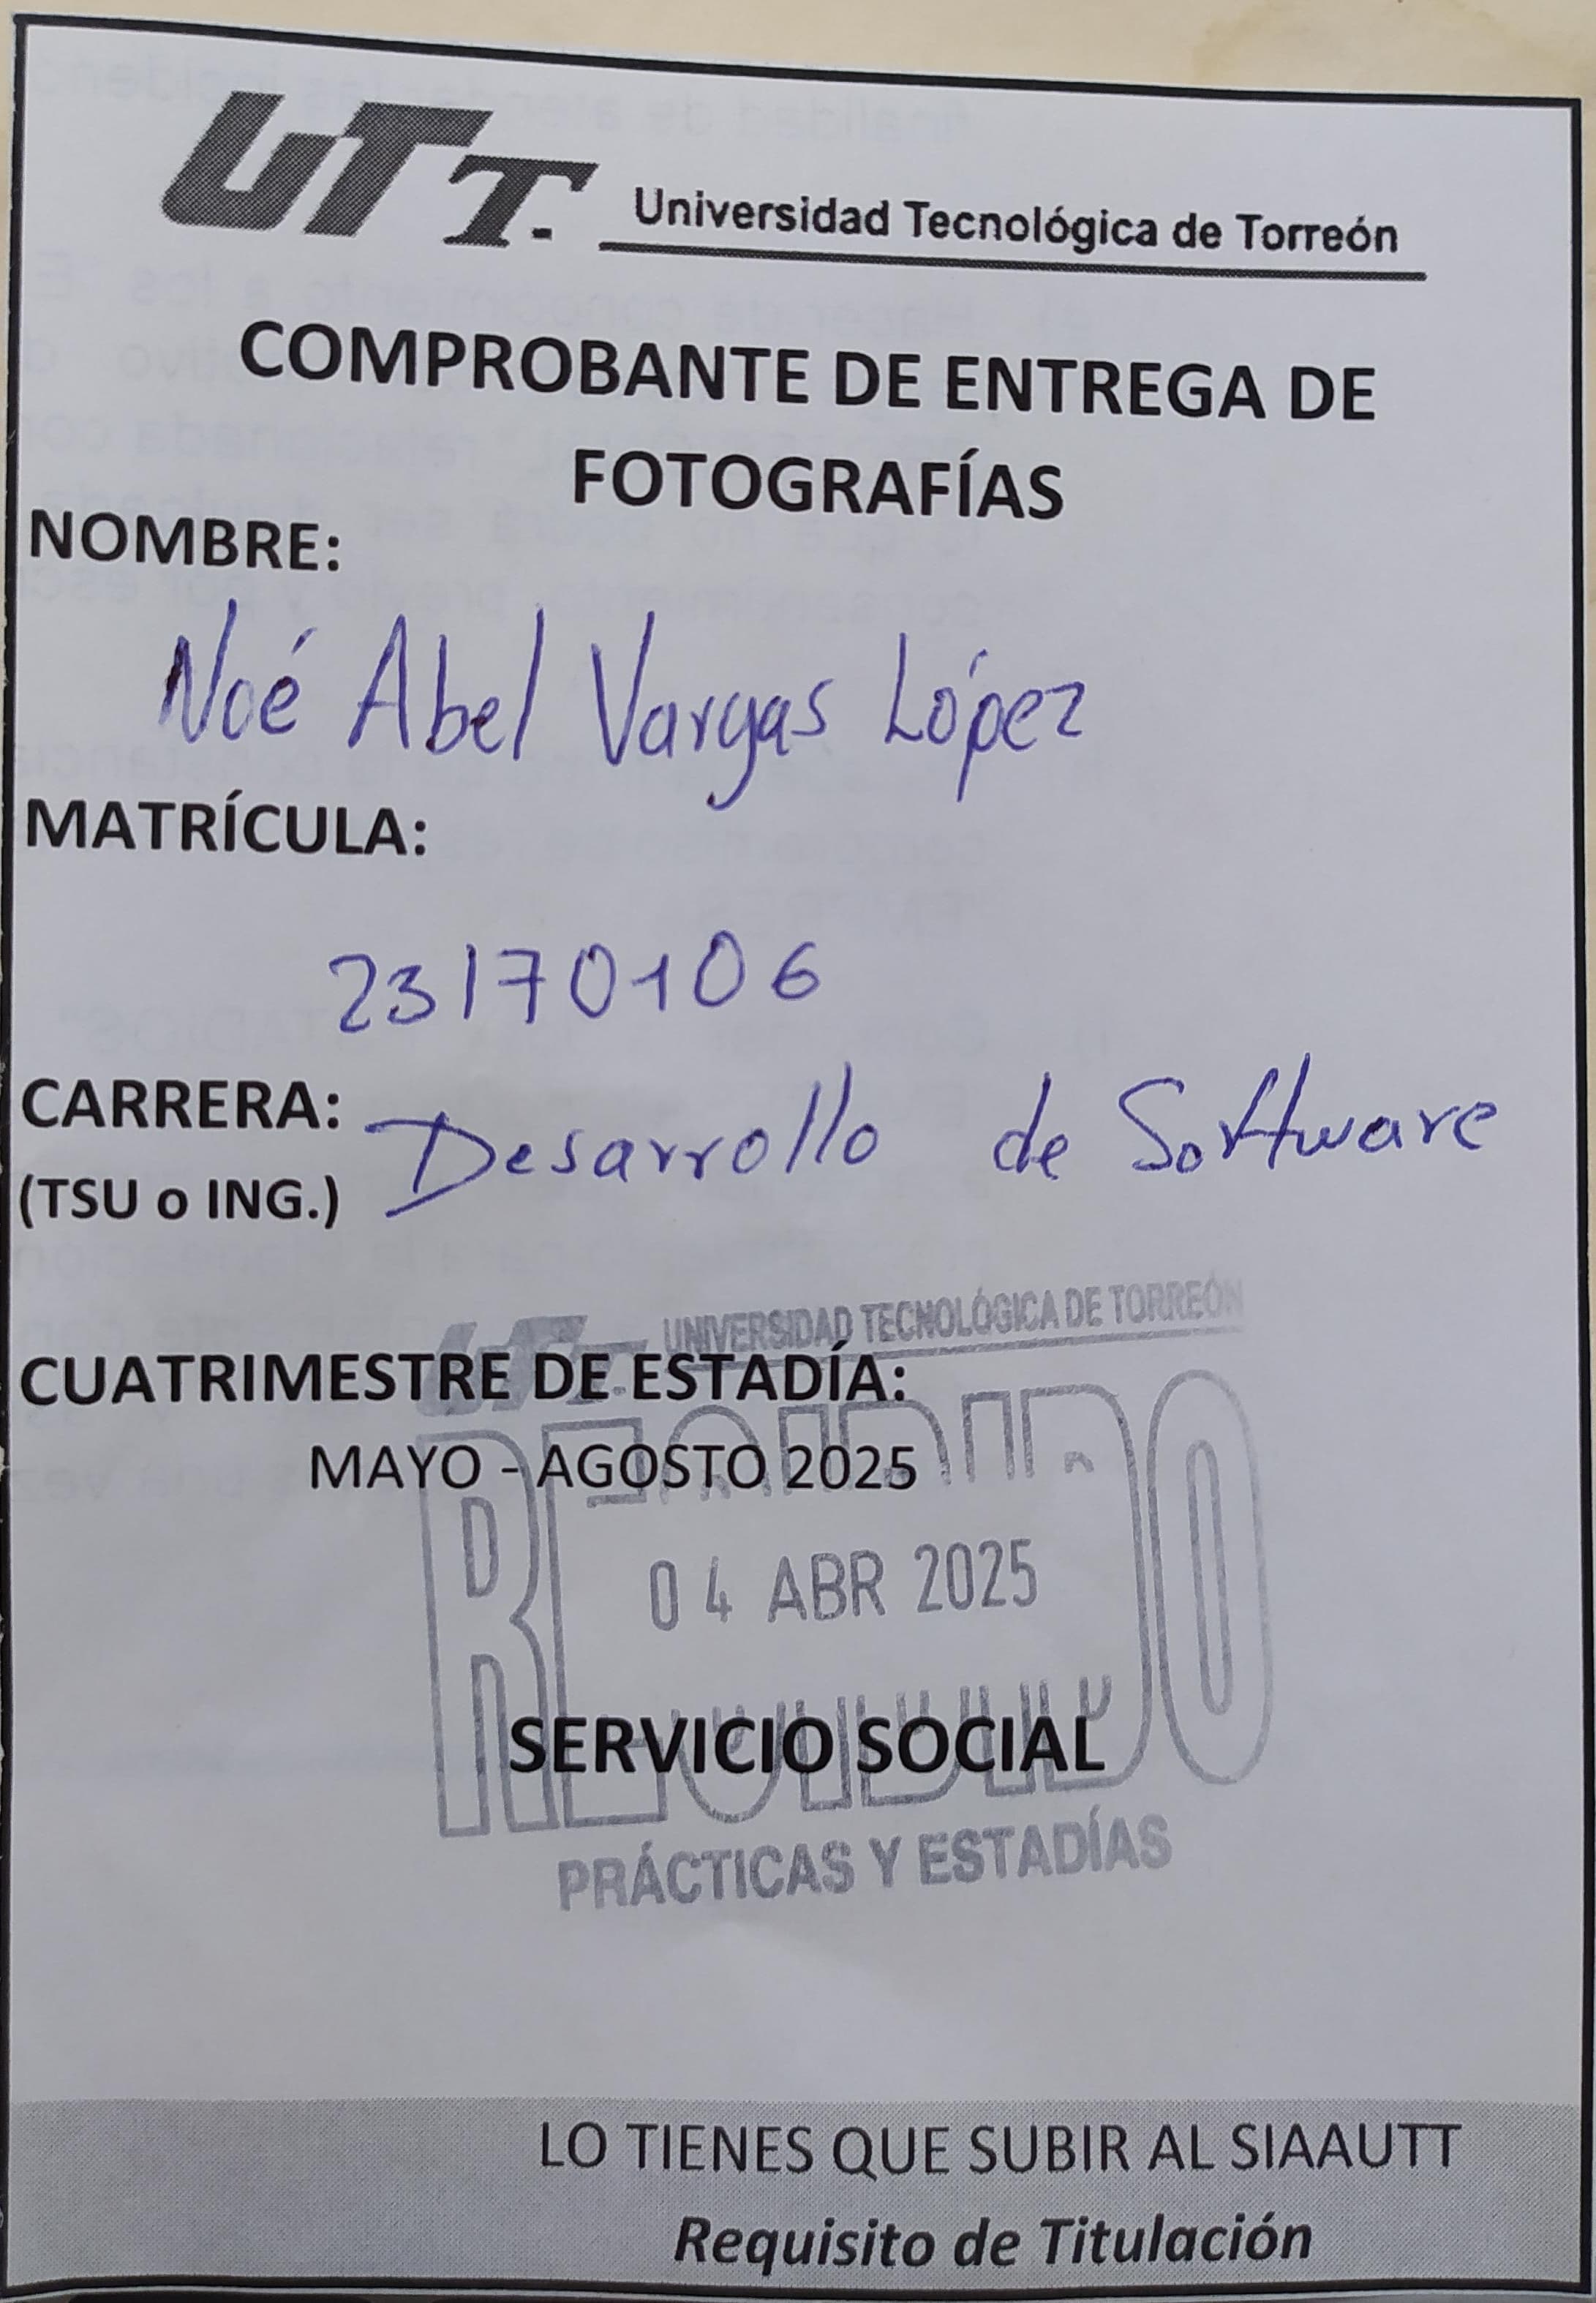 UTT.
Universidad Tecnológica de Torreón
COMPROBANTE DE ENTREGA DE
FOTOGRAFÍAS
NOMBRE:
Noé Abel Vargas López
MATRÍCULA:
23170106
CARRERA: Desarrollo de Software
(TSU o ING.)
UTT. UNIVERSIDAD TECNOLÓGICA DE TORREÓN
CUATRIMESTRE DE ESTADÍA:
MAYO - AGOSTO 2025
RECIBIDO
04 ABR 2025
SERVICIO SOCIAL
PRÁCTICAS Y ESTADÍAS
LO TIENES QUE SUBIR AL SIAAUTT
Requisito de Titulación